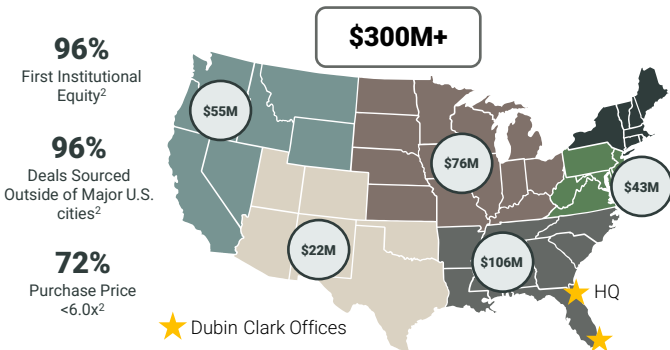 $300M+
96%
First Institutional
Equity²
96%
Deals Sourced
Outside of Major U.S.
cities²
72%
Purchase Price
<6.0x²
$55M
$76M
$43M
$22M
$106M
HQ
Dubin Clark Offices